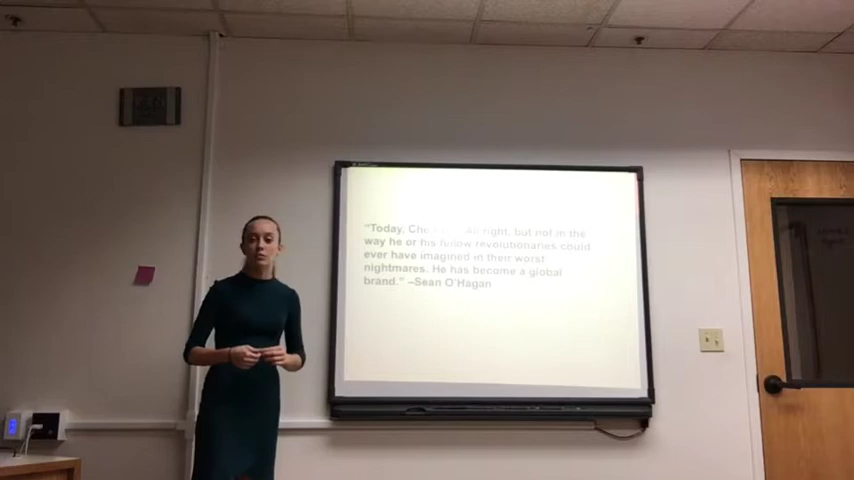 “Today, Che right, but not in the
way he or his fellow revolutionaries could
ever have imagined in their worst
nightmares. He has become a global
brand.” –Sean O’Hagan